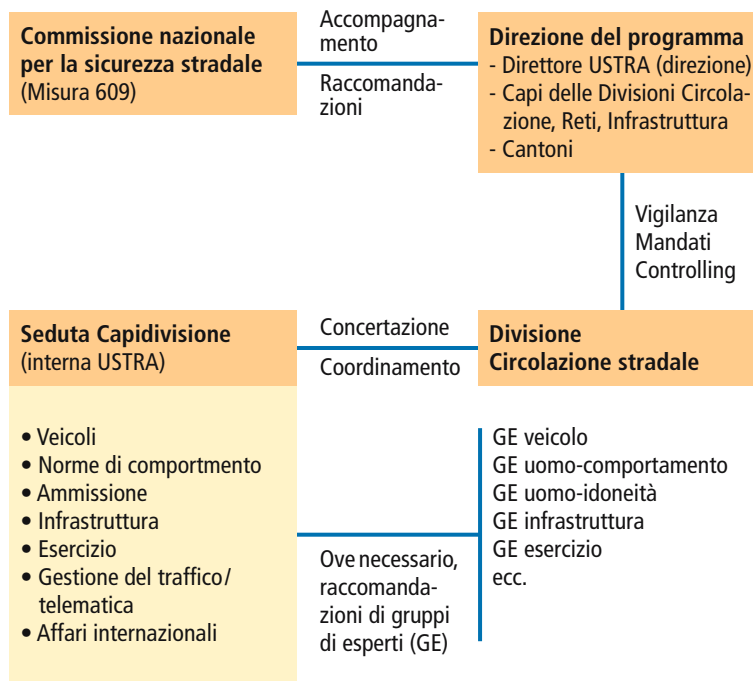 Commissione nazionale
per la sicurezza stradale
(Misura 609)
Accompagna-
mento
Raccomanda-
zioni
Direzione del programma
- Direttore USTRA (direzione)
- Capi delle Divisioni Circola-
zione, Reti, Infrastruttura
- Cantoni
Vigilanza
Mandati
Controlling
Seduta Capidivisione
(interna USTRA)
Concertazione
Coordinamento
Divisione
Circolazione stradale
• Veicoli
• Norme di comportmento
• Ammissione
• Infrastruttura
• Esercizio
• Gestione del traffico/
telematica
• Affari internazionali
Ove necessario,
raccomanda-
zioni di gruppi
di esperti (GE)
GE veicolo
GE uomo-comportamento
GE uomo-idoneità
GE infrastruttura
GE esercizio
ecc.